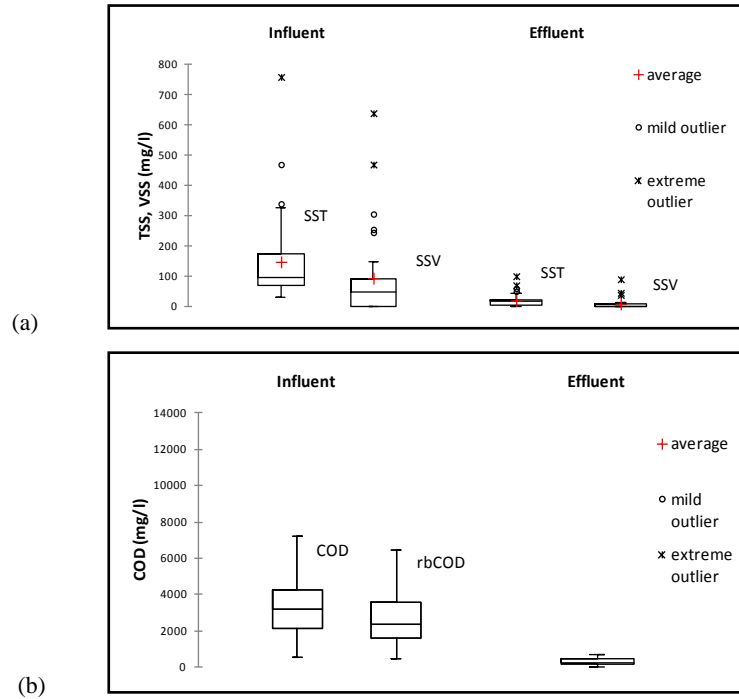 Influent Effluent
800
700
600
500
400
300
200
100
0
TSS, VSS (mg/l)
SST
SSV
SST
SSV
average
mild outlier
extreme
outlier
(a)
Influent Effluent
14000
12000
10000
8000
6000
4000
2000
0
COD (mg/l)
COD
rbCOD
average
mild
outlier
extreme
outlier
(b)